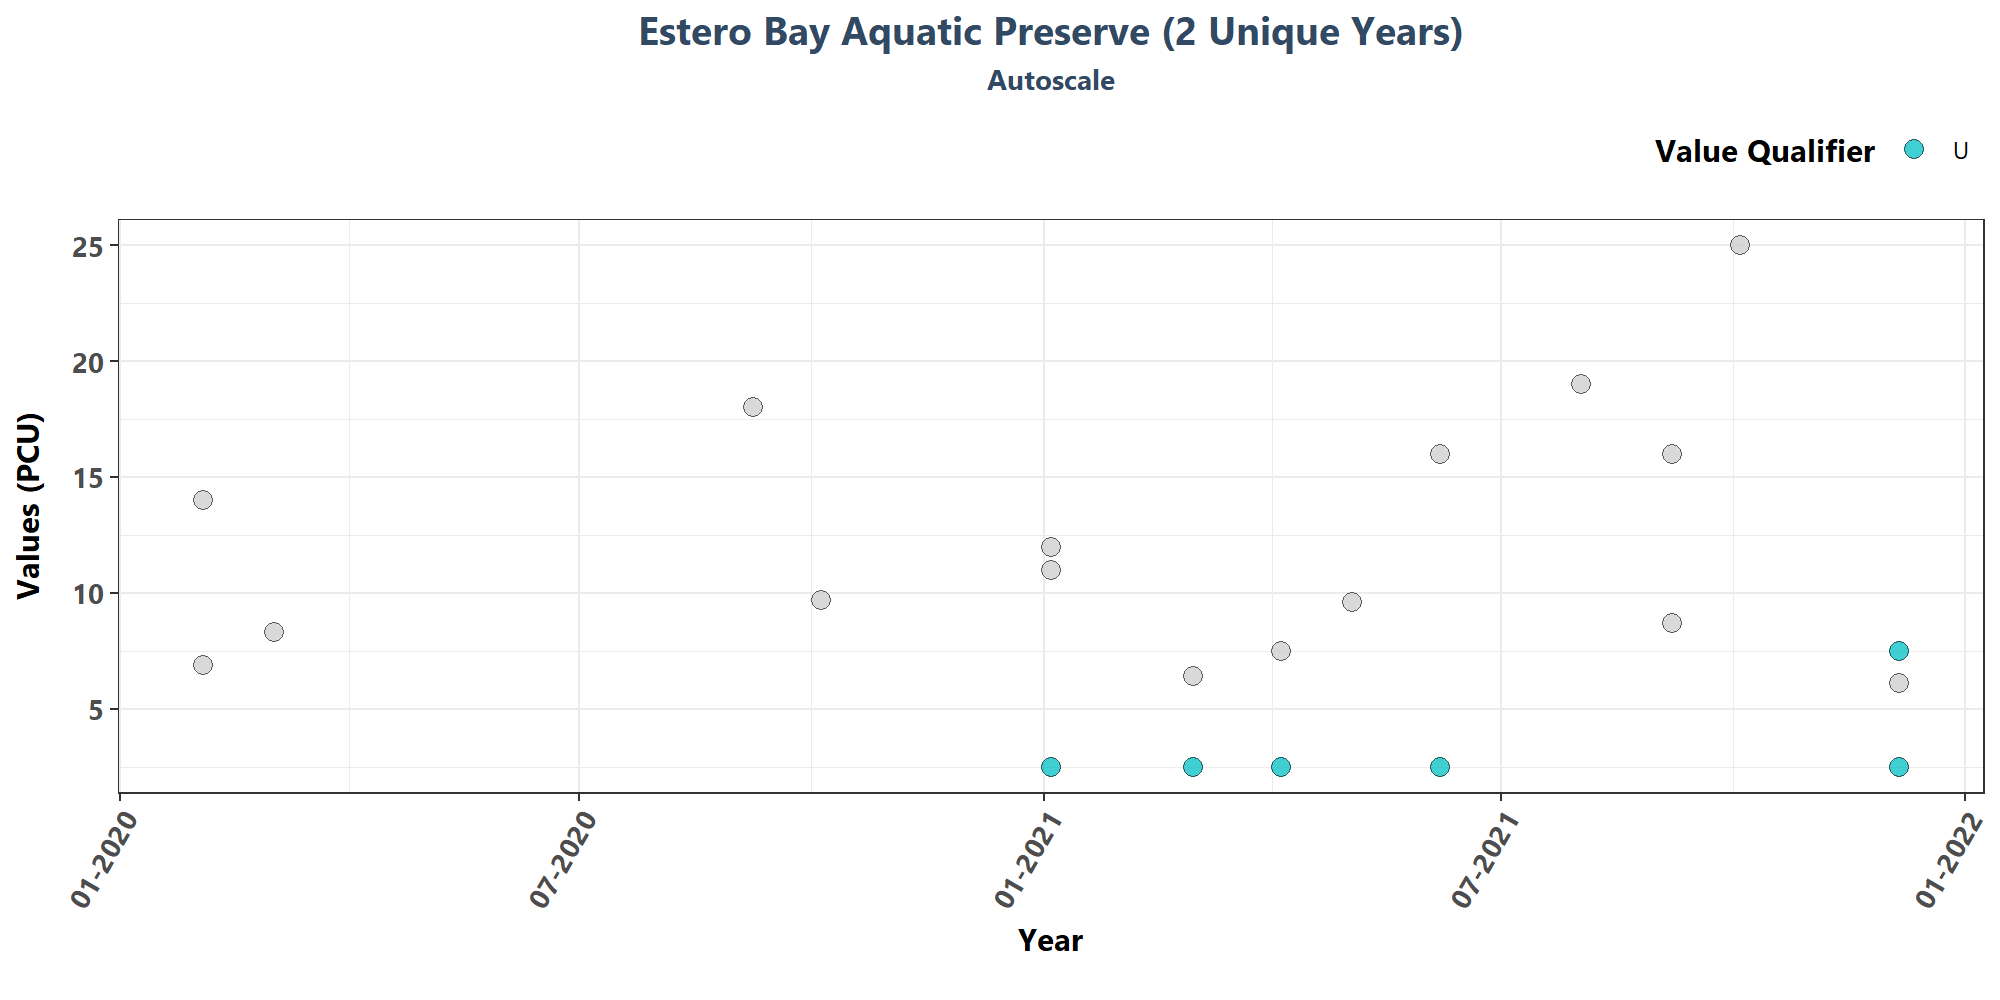 Estero Bay Aquatic Preserve (2 Unique Years)
Autoscale
Value Qualifier U
Values (PCU)
25
20
15
10
5
01-2020
07-2020
01-2021
07-2021
01-2022
Year